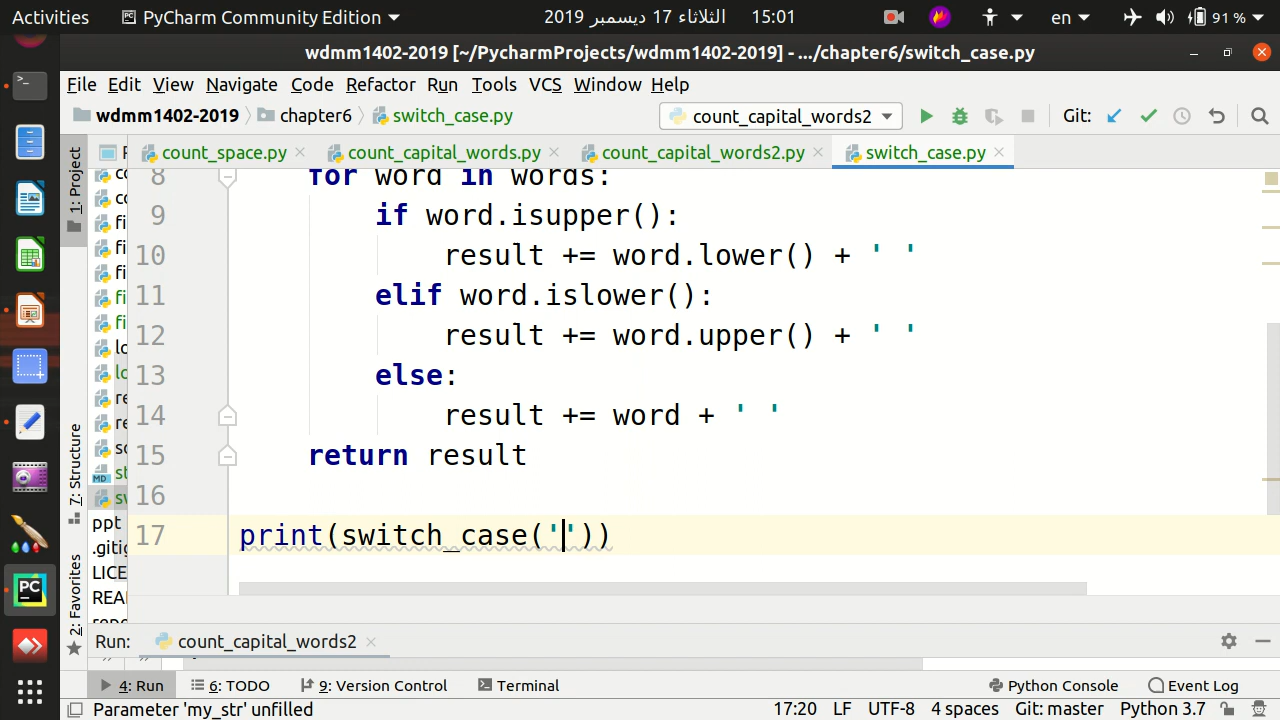 Activities PyCharm Community Edition الثلاثاء 17 ديسمبر 2019 15:01 en 91 %
wdmm1402-2019 [~/PycharmProjects/wdmm1402-2019] - .../chapter6/switch_case.py
File Edit View Navigate Code Refactor Run Tools VCS Window Help
wdmm1402-2019 chapter6 switch_case.py count_capital_words2 Git:
1: Project
count_space.py count_capital_words.py count_capital_words2.py switch_case.py
8 for word in words:
9 if word.isupper():
10 result += word.lower() + ' '
11 elif word.islower():
12 result += word.upper() + ' '
13 else:
14 result += word + ' '
15 return result
16
17 print(switch_case(''))
7: Structure
2: Favorites
ppt
.gitig
LICE
REA
Run: count_capital_words2
4: Run 6: TODO 9: Version Control Terminal Python Console Event Log
Parameter 'my_str' unfilled 17:20 LF UTF-8 4 spaces Git: master Python 3.7